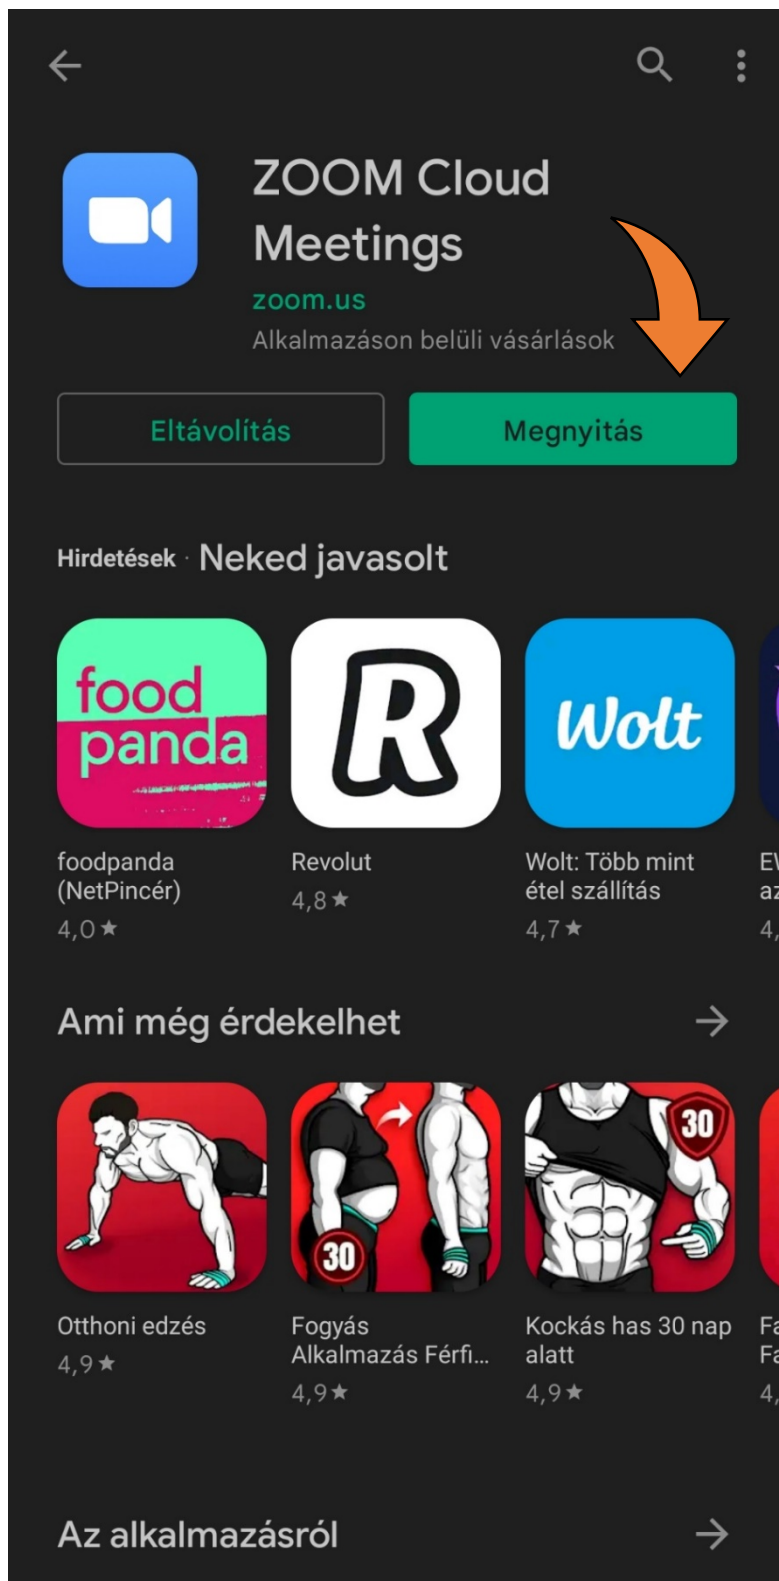 ZOOM Cloud
Meetings
zoom.us
Alkalmazáson belüli vásárlások
Eltávolítás Megnyitás
Hirdetések · Neked javasolt
food
panda
R
Wolt
foodpanda
(NetPincér)
4,0 ★
Revolut
4,8 ★
Wolt: Több mint
étel szállítás
4,7 ★
Ami még érdekelhet
30
30
Otthoni edzés
4,9 ★
Fogyás
Alkalmazás Férfi...
4,9 ★
Kockás has 30 nap
alatt
4,9 ★
Az alkalmazásról